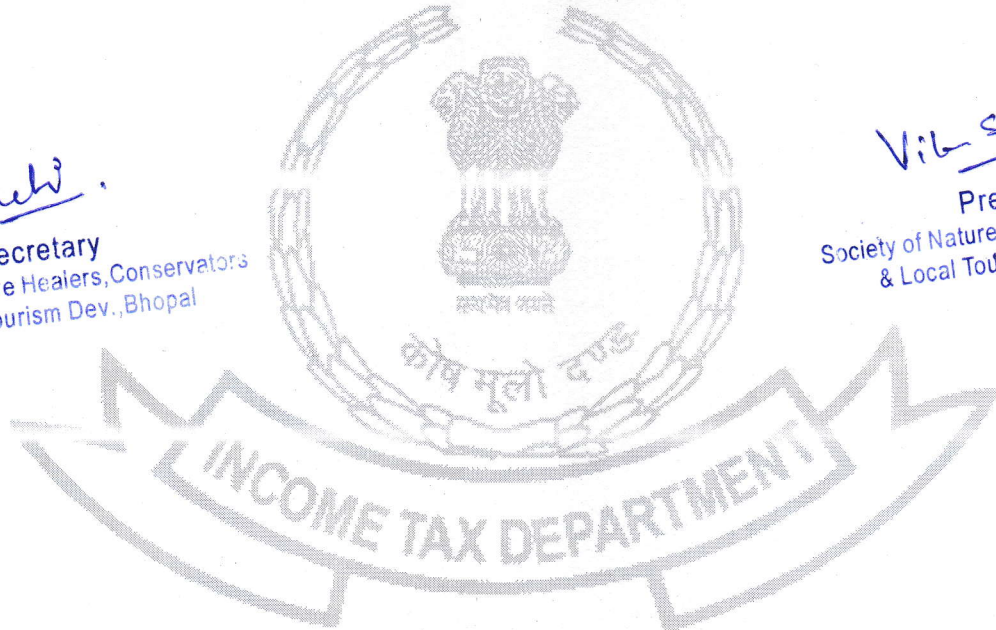 ecretary
e Healers,Conservators
ourism Dev.,Bhopal
Pre
Society of Nature
& Local Tou
सत्यमेव जयते
कोष मूलो दण्ड
INCOME TAX DEPARTMENT